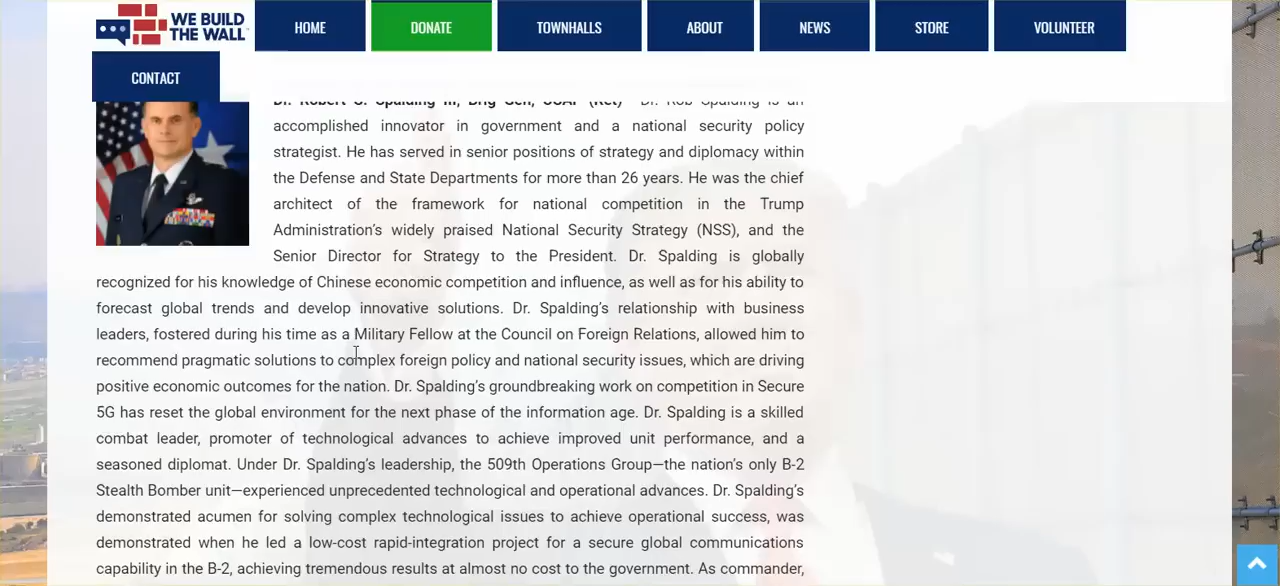 WE BUILD
THE WALL
HOME
DONATE
TOWNHALLS
ABOUT
NEWS
STORE
VOLUNTEER
CONTACT
Dr. Robert S. Spalding III, Brig Gen, USAF (Ret) Dr. Rob Spalding is an
accomplished innovator in government and a national security policy
strategist. He has served in senior positions of strategy and diplomacy within
the Defense and State Departments for more than 26 years. He was the chief
architect of the framework for national competition in the Trump
Administration's widely praised National Security Strategy (NSS), and the
Senior Director for Strategy to the President. Dr. Spalding is globally
recognized for his knowledge of Chinese economic competition and influence, as well as for his ability to
forecast global trends and develop innovative solutions. Dr. Spalding's relationship with business
leaders, fostered during his time as a Military Fellow at the Council on Foreign Relations, allowed him to
recommend pragmatic solutions to complex foreign policy and national security issues, which are driving
positive economic outcomes for the nation. Dr. Spalding's groundbreaking work on competition in Secure
5G has reset the global environment for the next phase of the information age. Dr. Spalding is a skilled
combat leader, promoter of technological advances to achieve improved unit performance, and a
seasoned diplomat. Under Dr. Spalding's leadership, the 509th Operations Group—the nation's only B-2
Stealth Bomber unit—experienced unprecedented technological and operational advances. Dr. Spalding's
demonstrated acumen for solving complex technological issues to achieve operational success, was
demonstrated when he led a low-cost rapid-integration project for a secure global communications
capability in the B-2, achieving tremendous results at almost no cost to the government. As commander,